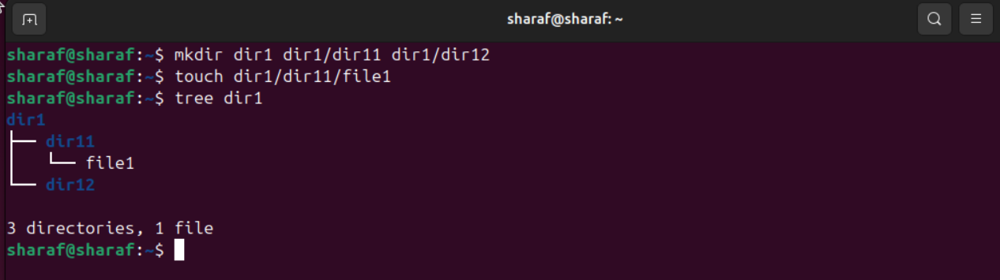 sharaf@sharaf: ~
sharaf@sharaf:~$ mkdir dir1 dir1/dir11 dir1/dir12
sharaf@sharaf:~$ touch dir1/dir11/file1
sharaf@sharaf:~$ tree dir1
dir1
├── dir11
│   └── file1
└── dir12
3 directories, 1 file
sharaf@sharaf:~$